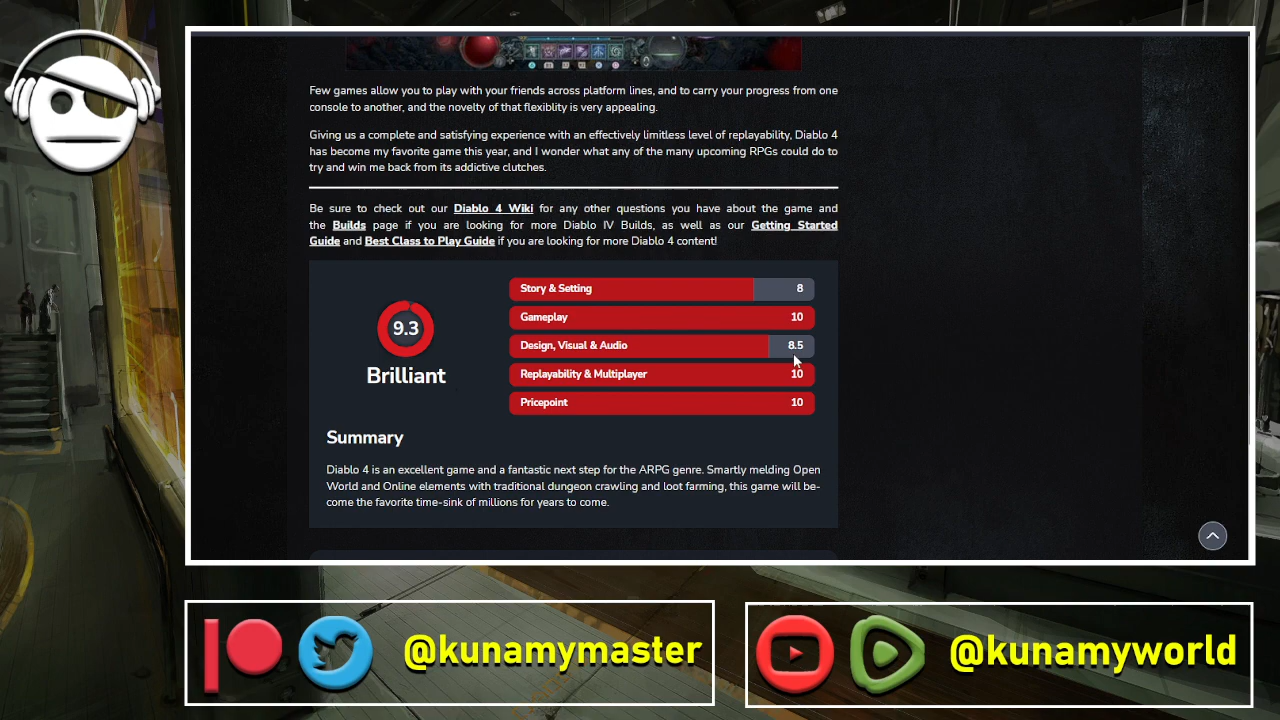 Few games allow you to play with your friends across platform lines, and to carry your progress from one
console to another, and the novelty of that flexiblity is very appealing.
Giving us a complete and satisfying experience with an effectively limitless level of replayability, Diablo 4
has become my favorite game this year, and I wonder what any of the many upcoming RPGs could do to
try and win me back from its addictive clutches.
Be sure to check out our Diablo 4 Wiki for any other questions you have about the game and
the Builds page if you are looking for more Diablo IV Builds, as well as our Getting Started
Guide and Best Class to Play Guide if you are looking for more Diablo 4 content!
9.3
Brilliant
Story & Setting 8
Gameplay 10
Design, Visual & Audio 8.5
Replayability & Multiplayer 10
Pricepoint 10
Summary
Diablo 4 is an excellent game and a fantastic next step for the ARPG genre. Smartly melding Open
World and Online elements with traditional dungeon crawling and loot farming, this game will be-
come the favorite time-sink of millions for years to come.
@kunamymaster
@kunamyworld